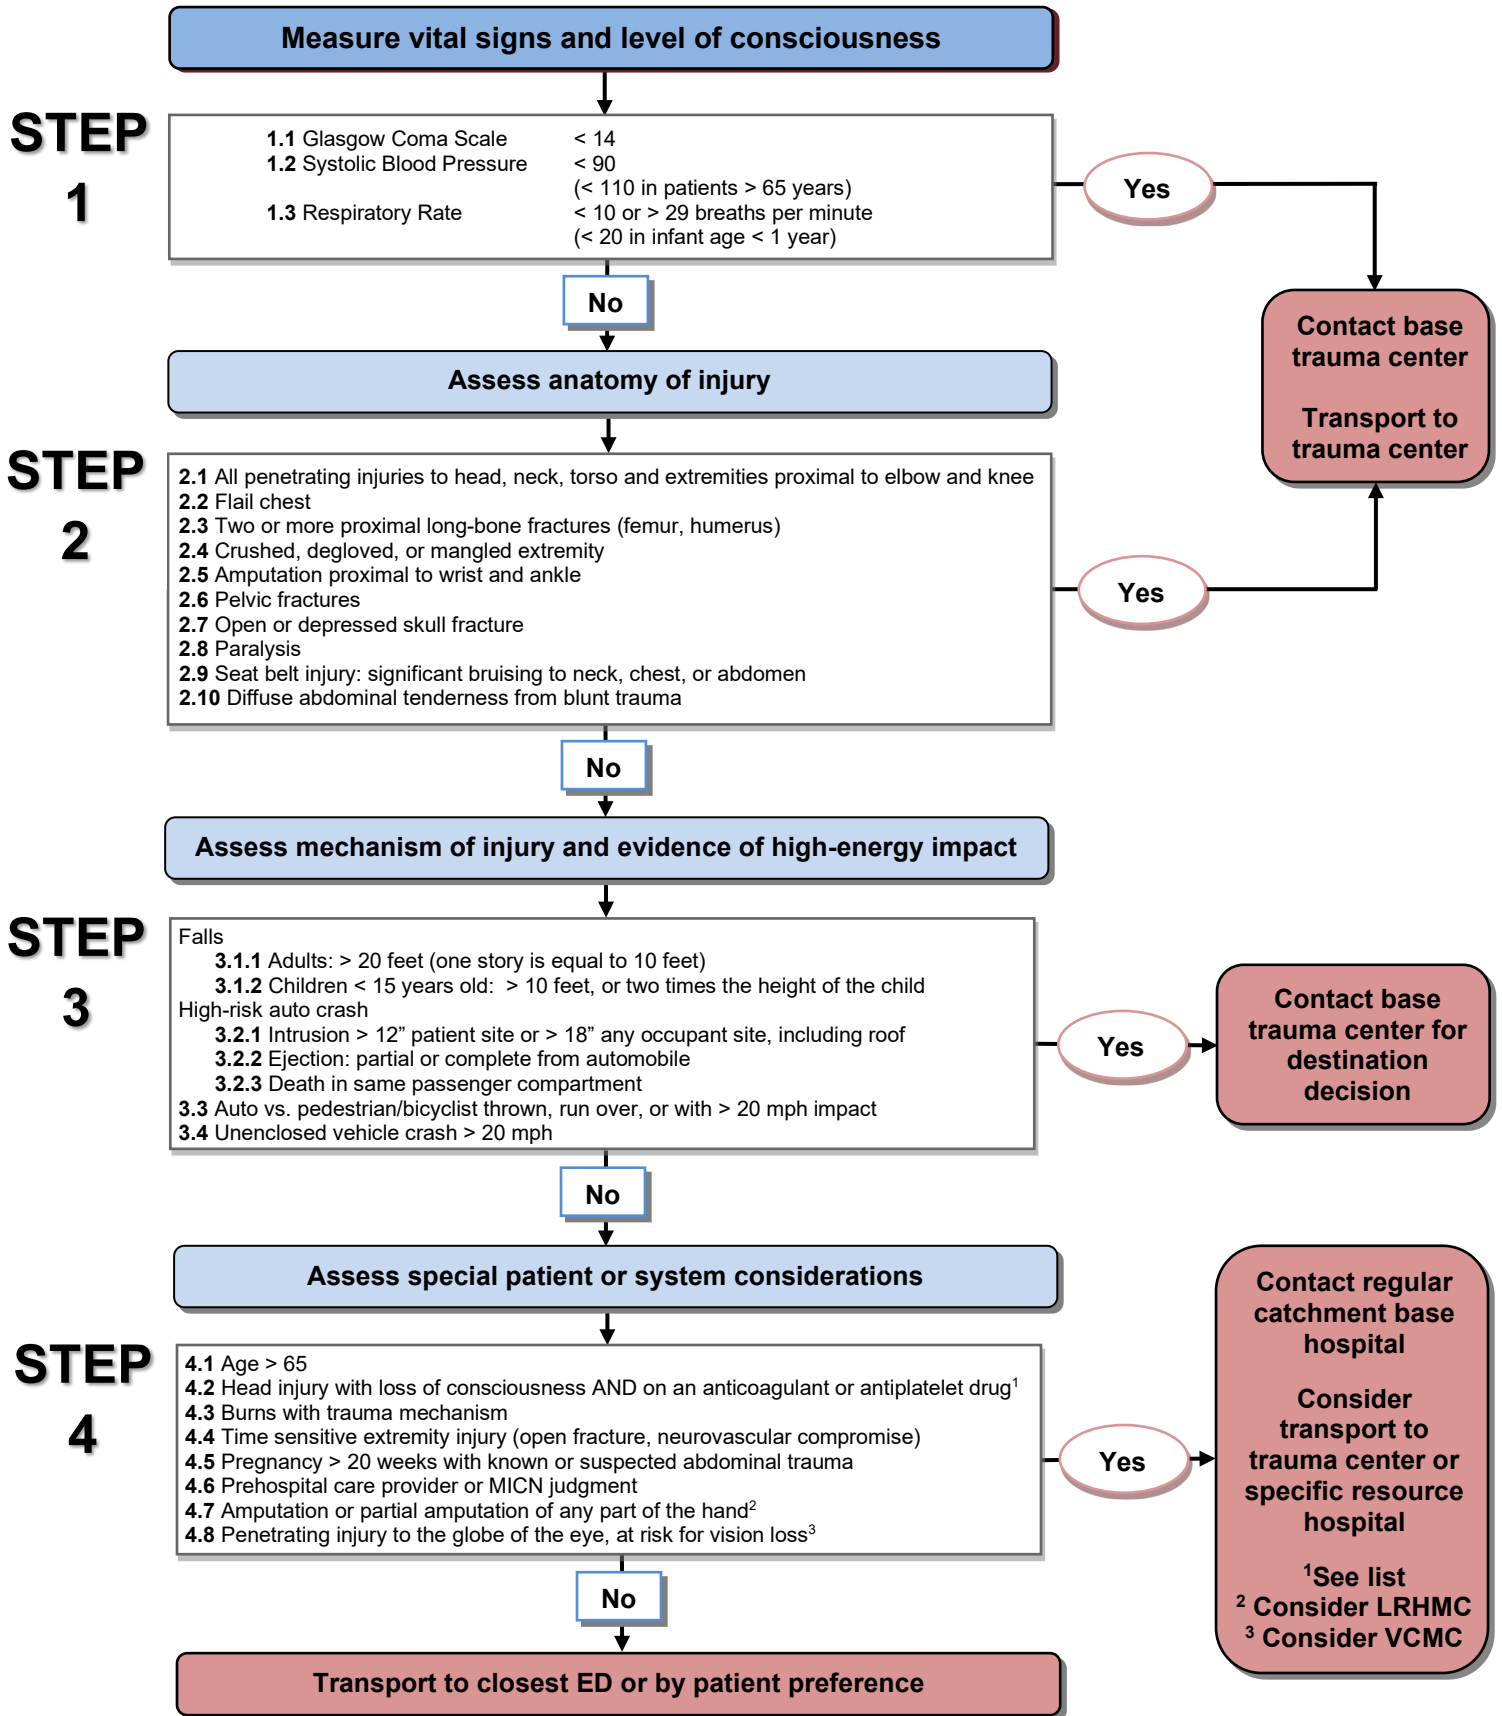 Measure vital signs and level of consciousness
STEP
1
1.1 Glasgow Coma Scale < 14
1.2 Systolic Blood Pressure < 90
(< 110 in patients > 65 years)
1.3 Respiratory Rate < 10 or > 29 breaths per minute
(< 20 in infant age < 1 year)
Yes
No
Contact base
trauma center
Transport to
trauma center
Assess anatomy of injury
STEP
2
2.1 All penetrating injuries to head, neck, torso and extremities proximal to elbow and knee
2.2 Flail chest
2.3 Two or more proximal long-bone fractures (femur, humerus)
2.4 Crushed, degloved, or mangled extremity
2.5 Amputation proximal to wrist and ankle
2.6 Pelvic fractures
2.7 Open or depressed skull fracture
2.8 Paralysis
2.9 Seat belt injury: significant bruising to neck, chest, or abdomen
2.10 Diffuse abdominal tenderness from blunt trauma
Yes
No
Assess mechanism of injury and evidence of high-energy impact
STEP
3
Falls
3.1.1 Adults: > 20 feet (one story is equal to 10 feet)
3.1.2 Children < 15 years old:  > 10 feet, or two times the height of the child
High-risk auto crash
3.2.1 Intrusion > 12” patient site or > 18” any occupant site, including roof
3.2.2 Ejection: partial or complete from automobile
3.2.3 Death in same passenger compartment
3.3 Auto vs. pedestrian/bicyclist thrown, run over, or with > 20 mph impact
3.4 Unenclosed vehicle crash > 20 mph
Yes
Contact base
trauma center for
destination
decision
No
Assess special patient or system considerations
STEP
4
4.1 Age > 65
4.2 Head injury with loss of consciousness AND on an anticoagulant or antiplatelet drug¹
4.3 Burns with trauma mechanism
4.4 Time sensitive extremity injury (open fracture, neurovascular compromise)
4.5 Pregnancy > 20 weeks with known or suspected abdominal trauma
4.6 Prehospital care provider or MICN judgment
4.7 Amputation or partial amputation of any part of the hand²
4.8 Penetrating injury to the globe of the eye, at risk for vision loss³
Yes
Contact regular
catchment base
hospital
Consider
transport to
trauma center or
specific resource
hospital
¹See list
² Consider LRHMC
³ Consider VCMC
No
Transport to closest ED or by patient preference